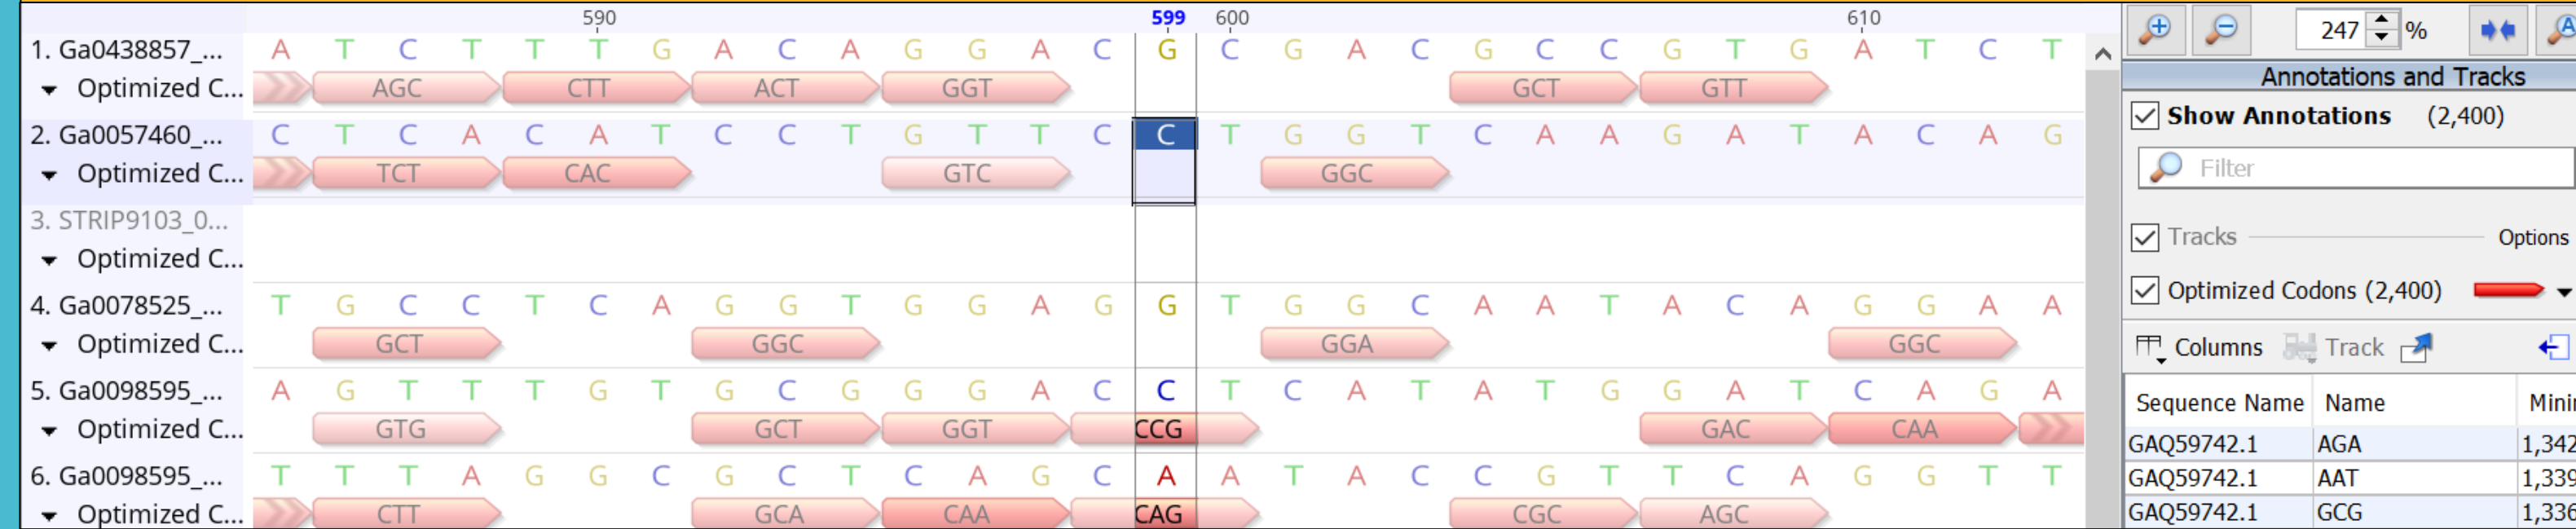 590 599 600 610
1. Ga0438857_... A T C T T T G A C A G G A C G C G A C G C C G T G A T C T
Optimized C... AGC CTT ACT GGT GCT GTT
2. Ga0057460_... C T C A C A T C C T G T T C C T G G T C A A G A T A C A G
Optimized C... TCT CAC GTC GGC
3. STRIP9103_0...
Optimized C...
4. Ga0078525_... T G C C T C A G G T G G A G G T G G C A A T A C A G G A A
Optimized C... GCT GGC GGA GGC
5. Ga0098595_... A G T T T G T G C G G G A C C T C A T A T G G A T C A G A
Optimized C... GTG GCT GGT CCG GAC CAA
6. Ga0098595_... T T T A G G C G C T C A G C A A T A C C G T T C A G G T T
Optimized C... CTT GCA CAA CAG CGC AGC
247 %
Annotations and Tracks
Show Annotations (2,400)
Filter
Tracks Options
Optimized Codons (2,400)
Columns Track
Sequence Name Name Mini
GAQ59742.1 AGA 1,342
GAQ59742.1 AAT 1,339
GAQ59742.1 GCG 1,330